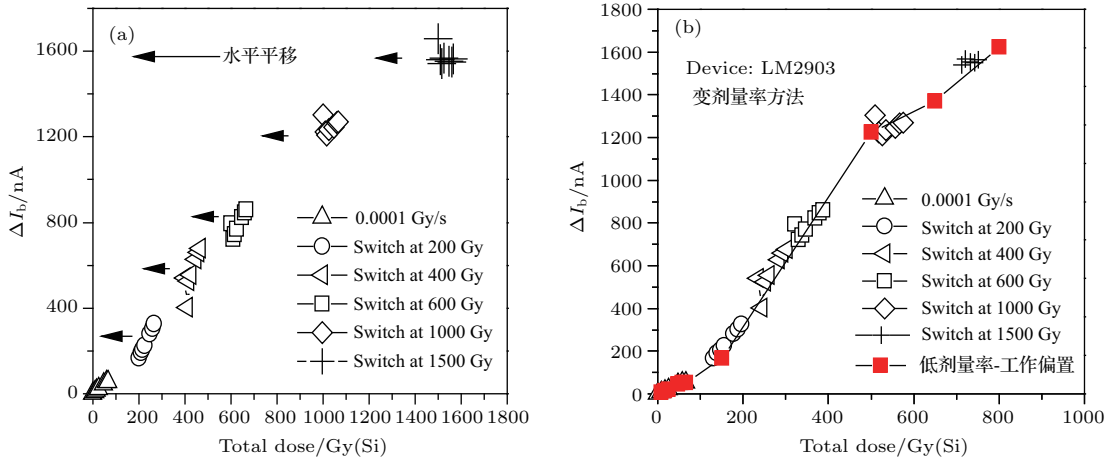 (a)
水平平移
0.0001 Gy/s
Switch at 200 Gy
Switch at 400 Gy
Switch at 600 Gy
Switch at 1000 Gy
Switch at 1500 Gy
ΔIb/nA
1600
1200
800
400
0
0 200 400 600 800 1000 1200 1400 1600 1800
Total dose/Gy(Si)
(b)
Device: LM2903
变剂量率方法
0.0001 Gy/s
Switch at 200 Gy
Switch at 400 Gy
Switch at 600 Gy
Switch at 1000 Gy
Switch at 1500 Gy
低剂量率-工作偏置
ΔIb/nA
1800
1600
1400
1200
1000
800
600
400
200
0
0 200 400 600 800 1000
Total dose/Gy(Si)